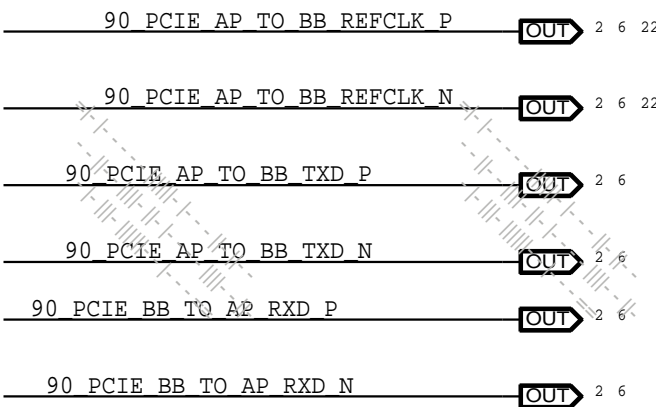 90_PCIE_AP_TO_BB_REFCLK_P OUT 2 6 22
90_PCIE_AP_TO_BB_REFCLK_N OUT 2 6 22
90_PCIE_AP_TO_BB_TXD_P OUT 2 6
90_PCIE_AP_TO_BB_TXD_N OUT 2 6
90_PCIE_BB_TO_AP_RXD_P OUT 2 6
90_PCIE_BB_TO_AP_RXD_N OUT 2 6